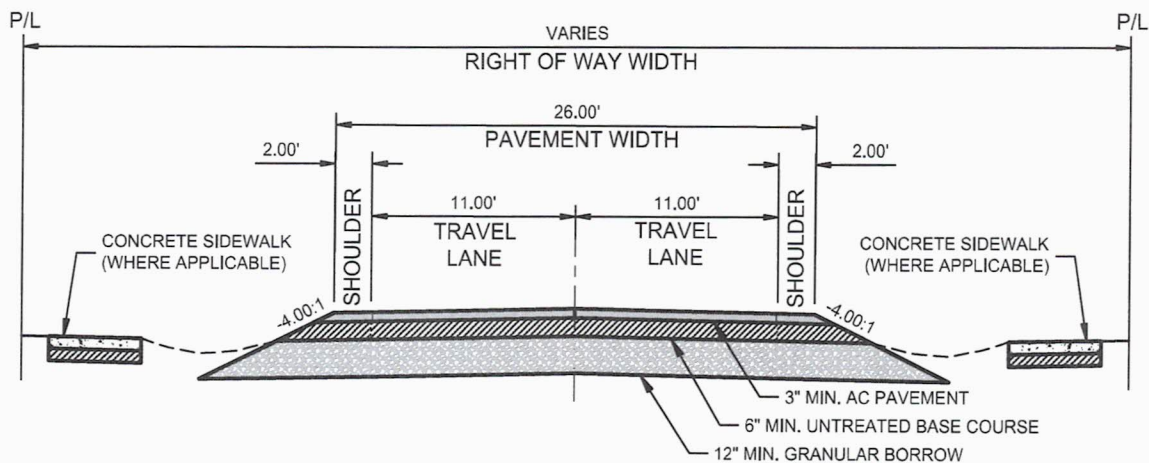 P/L
P/L
VARIES
RIGHT OF WAY WIDTH
26.00'
PAVEMENT WIDTH
2.00'
2.00'
SHOULDER
11.00'
TRAVEL
LANE
11.00'
TRAVEL
LANE
SHOULDER
CONCRETE SIDEWALK
(WHERE APPLICABLE)
CONCRETE SIDEWALK
(WHERE APPLICABLE)
-4.00:1
-4.00:1
3" MIN. AC PAVEMENT
6" MIN. UNTREATED BASE COURSE
12" MIN. GRANULAR BORROW